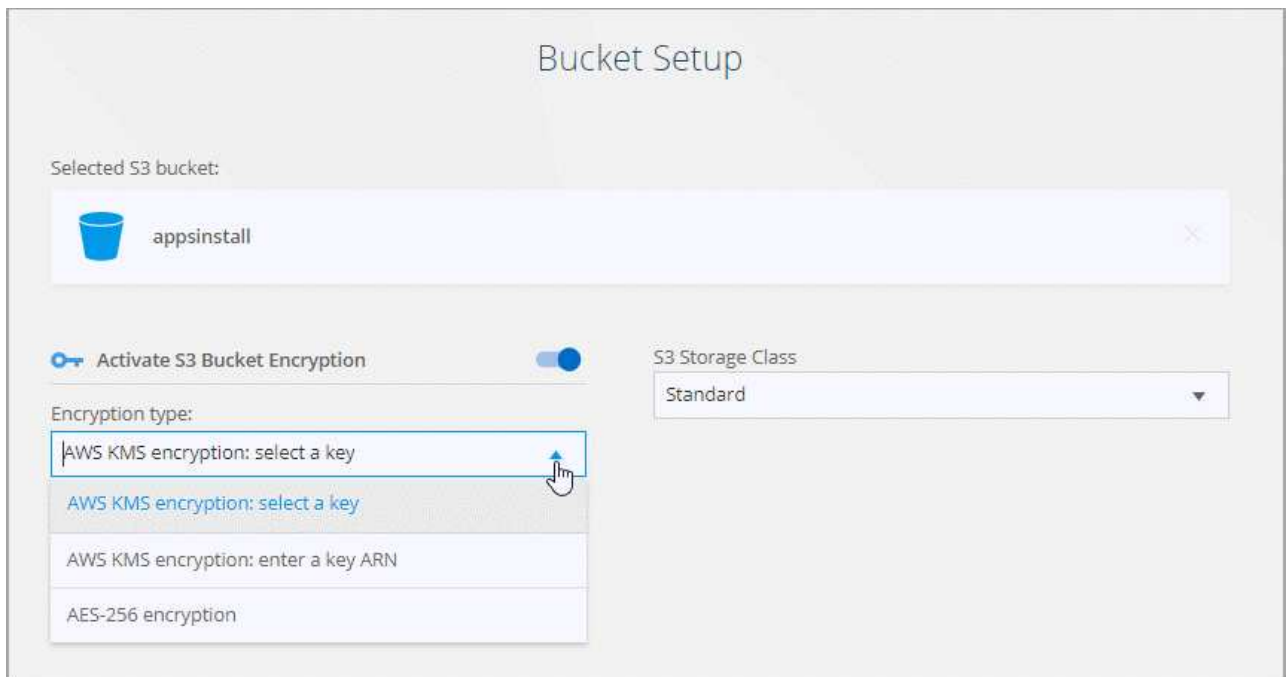 Bucket Setup
Selected S3 bucket:
appsinstall
Activate S3 Bucket Encryption
S3 Storage Class
Standard
Encryption type:
AWS KMS encryption: select a key
AWS KMS encryption: select a key
AWS KMS encryption: enter a key ARN
AES-256 encryption